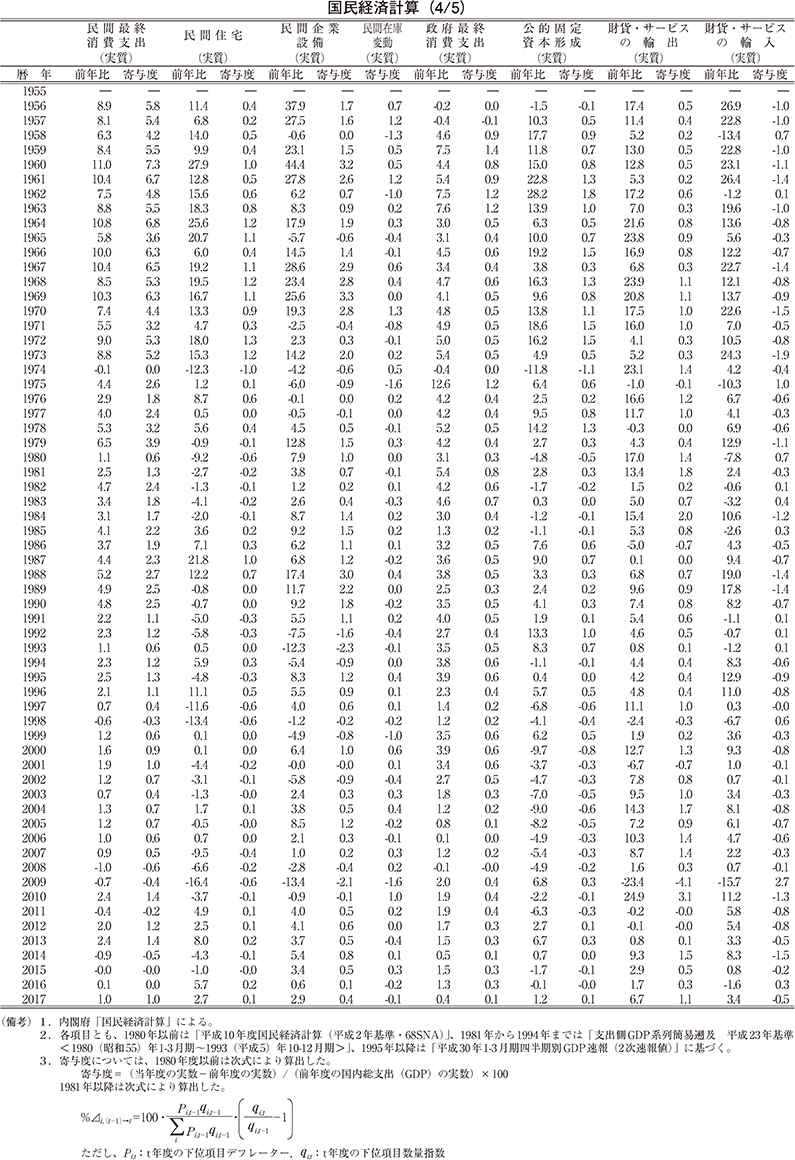 国民経済計算（4/5）
民間最終 消費支出 （実質） 民間住宅 （実質） 民間企業 設備 （実質） 民間在庫 変動 （実質） 政府最終 消費支出 （実質） 公的固定 資本形成 （実質） 財貨・サービス の輸出 （実質） 財貨・サービス の輸入 （実質）
暦年 前年比 寄与度 前年比 寄与度 前年比 寄与度 寄与度 前年比 寄与度 前年比 寄与度 前年比 寄与度 前年比 寄与度
1955 — — — — — — — — — — — — — — —
1956 8.9 5.8 11.4 0.4 37.9 1.7 0.7 -0.2 0.0 -1.5 -0.1 17.4 0.5 26.9 -1.0
1957 8.1 5.4 6.8 0.2 27.5 1.6 1.2 -0.4 -0.1 10.3 0.5 11.4 0.4 22.8 -1.0
1958 6.3 4.2 14.0 0.5 -0.6 0.0 -1.3 4.6 0.8 17.7 0.9 5.2 0.2 -13.4 0.7
1959 8.4 5.5 9.9 0.4 23.1 1.5 0.5 7.5 1.4 11.8 0.7 13.0 0.5 22.8 -1.0
1960 11.0 7.3 27.9 1.0 44.4 3.2 0.5 4.4 0.8 15.0 0.8 12.8 0.5 23.1 -1.1
1961 10.4 6.7 12.8 0.5 27.8 2.6 1.2 5.4 0.9 22.8 1.3 5.3 0.2 26.4 -1.4
1962 7.5 4.8 15.6 0.6 6.2 0.7 -1.0 7.5 1.2 28.2 1.8 17.2 0.6 -1.2 0.1
1963 8.8 5.5 18.3 0.8 8.3 0.9 0.2 7.6 1.2 13.9 1.0 7.0 0.3 19.6 -1.0
1964 10.8 6.8 25.6 1.2 17.9 1.9 0.3 3.0 0.5 6.3 0.5 21.6 0.8 13.6 -0.8
1965 5.8 3.6 20.7 1.1 -5.7 -0.6 -0.4 3.1 0.4 10.0 0.7 23.8 0.9 5.6 -0.3
1966 10.0 6.3 6.0 0.4 14.5 1.4 -0.1 4.5 0.6 19.2 1.5 16.9 0.8 12.2 -0.7
1967 10.4 6.5 19.2 1.1 28.6 2.9 0.6 3.4 0.4 3.8 0.3 6.8 0.3 22.7 -1.4
1968 8.5 5.3 19.5 1.2 23.4 2.8 0.4 4.7 0.6 16.3 1.3 23.9 1.1 12.1 -0.8
1969 10.3 6.3 16.7 1.1 25.6 3.3 0.0 4.1 0.5 9.6 0.8 20.8 1.1 13.7 -0.9
1970 7.4 4.4 13.3 0.9 19.3 2.8 1.3 4.8 0.5 13.8 1.1 17.5 1.0 22.6 -1.5
1971 5.5 3.2 4.7 0.3 -2.5 -0.4 -0.8 4.9 0.5 18.6 1.5 16.0 1.0 7.0 -0.5
1972 9.0 5.3 18.0 1.3 2.3 0.3 -0.1 5.0 0.5 16.2 1.5 4.1 0.3 10.5 -0.8
1973 8.8 5.2 15.3 1.2 14.2 2.0 0.2 5.4 0.5 4.9 0.5 5.2 0.3 24.3 -1.9
1974 -0.1 0.0 -12.3 -1.0 -4.2 -0.6 0.5 -0.4 0.0 -11.8 -1.1 23.1 1.4 4.2 -0.4
1975 4.4 2.6 1.2 0.1 -6.0 -0.9 -1.6 12.6 1.2 6.4 0.6 -1.0 -0.1 -10.3 1.0
1976 2.9 1.8 8.7 0.6 -0.1 0.0 0.2 4.2 0.4 2.5 0.2 16.6 1.2 6.7 -0.6
1977 4.0 2.4 0.5 0.0 -0.5 -0.1 0.0 4.2 0.4 9.5 0.8 11.7 1.0 4.1 -0.3
1978 5.3 3.2 5.6 0.4 4.5 0.5 -0.1 5.2 0.5 14.2 1.3 -0.3 0.0 6.9 -0.6
1979 6.5 3.9 -0.9 -0.1 12.8 1.5 0.3 4.2 0.4 2.7 0.3 4.3 0.4 12.9 -1.1
1980 1.1 0.6 -9.2 -0.6 7.9 1.0 0.0 3.1 0.3 -4.8 -0.5 17.0 1.4 -7.8 0.7
1981 2.5 1.3 -2.7 -0.2 3.8 0.7 -0.1 5.4 0.8 2.8 0.3 13.4 1.8 2.4 -0.3
1982 4.7 2.4 -1.3 -0.1 1.2 0.2 0.1 4.2 0.6 -1.7 -0.2 1.5 0.2 -0.6 0.1
1983 3.4 1.8 -4.1 -0.2 2.6 0.4 -0.3 4.6 0.7 0.3 0.0 5.0 0.7 -3.2 0.4
1984 3.1 1.7 -2.0 -0.1 8.7 1.4 0.2 3.0 0.4 -1.2 -0.1 15.4 2.0 10.6 -1.2
1985 4.1 2.2 3.6 0.2 9.2 1.5 0.2 1.3 0.2 -1.1 -0.1 5.3 0.8 -2.6 0.3
1986 3.7 1.9 7.1 0.3 6.2 1.1 0.1 3.2 0.5 7.6 0.6 -5.0 -0.7 4.3 -0.5
1987 4.4 2.3 21.8 1.0 6.8 1.2 -0.2 3.6 0.5 9.0 0.7 0.1 0.0 9.4 -0.7
1988 5.2 2.7 12.2 0.7 17.4 3.0 0.4 3.8 0.5 3.3 0.3 6.8 0.7 19.0 -1.4
1989 4.9 2.5 -0.8 0.0 11.7 2.2 0.0 2.5 0.3 2.4 0.2 9.6 0.9 17.8 -1.4
1990 4.8 2.5 -0.7 0.0 9.2 1.8 -0.2 3.5 0.5 4.1 0.3 7.4 0.8 8.2 -0.7
1991 2.2 1.1 -5.0 -0.3 5.5 1.1 0.2 4.0 0.5 1.9 0.1 5.4 0.6 -1.1 0.1
1992 2.3 1.2 -5.8 -0.3 -7.5 -1.6 -0.4 2.7 0.4 13.3 1.0 4.6 0.5 -0.7 0.1
1993 1.1 0.6 0.5 0.0 -12.3 -2.3 -0.1 3.5 0.5 8.3 0.7 0.8 0.1 -1.2 0.1
1994 2.3 1.2 5.9 0.3 -5.4 -0.9 0.0 3.8 0.6 -1.1 -0.1 4.4 0.4 8.3 -0.6
1995 2.5 1.3 -4.8 -0.3 8.3 1.2 0.4 3.9 0.6 0.4 0.0 4.2 0.4 12.9 -0.9
1996 2.1 1.1 11.1 0.5 5.5 0.9 0.1 2.3 0.4 5.7 0.5 4.8 0.4 11.0 -0.8
1997 0.7 0.4 -11.6 -0.6 4.0 0.6 0.1 1.4 0.2 -6.8 -0.6 11.1 1.0 0.3 -0.0
1998 -0.6 -0.3 -13.4 -0.6 -1.2 -0.2 -0.2 1.2 0.2 -4.1 -0.4 -2.4 -0.3 -6.7 0.6
1999 1.2 0.6 0.1 0.0 -4.9 -0.8 -1.0 3.5 0.6 6.2 0.5 1.9 0.2 3.6 -0.3
2000 1.6 0.9 0.1 0.0 6.4 1.0 0.6 3.9 0.6 -9.7 -0.8 12.7 1.3 9.3 -0.8
2001 1.9 1.0 -4.4 -0.2 -0.0 -0.0 0.1 3.4 0.6 -3.7 -0.3 -6.7 -0.7 1.0 -0.1
2002 1.2 0.7 -3.1 -0.1 -5.8 -0.9 -0.4 2.7 0.5 -4.7 -0.3 7.8 0.8 0.7 -0.1
2003 0.7 0.4 -1.3 -0.0 2.4 0.3 0.3 1.8 0.3 -7.0 -0.5 9.5 1.0 3.4 -0.3
2004 1.3 0.7 1.7 0.1 3.8 0.5 0.4 1.2 0.2 -9.0 -0.6 14.3 1.7 8.1 -0.8
2005 1.2 0.7 -0.5 -0.0 8.5 1.2 -0.2 0.8 0.1 -8.2 -0.5 7.2 0.9 6.1 -0.7
2006 1.0 0.6 0.7 0.0 2.1 0.3 -0.1 0.1 0.0 -4.9 -0.3 10.3 1.4 4.7 -0.6
2007 0.9 0.5 -9.5 -0.4 1.0 0.2 0.3 1.2 0.2 -5.4 -0.3 8.7 1.4 2.2 -0.3
2008 -1.0 -0.6 -6.6 -0.2 -2.8 -0.4 0.2 -0.1 -0.0 -4.9 -0.2 1.6 0.3 0.7 -0.1
2009 -0.7 -0.4 -16.4 -0.6 -13.4 -2.1 -1.6 2.0 0.4 6.8 0.3 -23.4 -4.1 -15.7 2.7
2010 2.4 1.4 -3.7 -0.1 -0.9 -0.1 1.0 1.9 0.4 -2.2 -0.1 24.9 3.1 11.2 -1.3
2011 -0.4 -0.2 4.9 0.1 4.0 0.5 0.2 1.9 0.4 -6.3 -0.3 -0.2 -0.0 5.8 -0.8
2012 2.0 1.2 2.5 0.1 4.1 0.6 0.0 1.7 0.3 2.7 0.1 -0.1 -0.0 5.4 -0.8
2013 2.4 1.4 8.0 0.2 3.7 0.5 -0.4 1.5 0.3 6.7 0.3 0.8 0.1 3.3 -0.5
2014 -0.9 -0.5 -4.3 -0.1 5.4 0.8 0.1 0.5 0.1 0.7 0.0 9.3 1.5 8.3 -1.5
2015 -0.0 -0.0 -1.0 -0.0 3.4 0.5 0.3 1.5 0.3 -1.7 -0.1 2.9 0.5 0.8 -0.2
2016 0.1 0.0 5.7 0.2 0.6 0.1 -0.2 1.3 0.3 -0.1 -0.0 1.7 0.3 -1.6 0.3
2017 1.0 1.0 2.7 0.1 2.9 0.4 -0.1 0.4 0.1 1.2 0.1 6.7 1.1 3.4 -0.5
（備考）1．内閣府「国民経済計算」による。
2．各項目とも、1980年以前は「平成10年度国民経済計算（平成2年基準・68SNA）」、1981年から1994年までは「支出側GDP系列簡易遡及 平成23年基準
＜1980（昭和55）年1-3月期～1993（平成5）年10-12月期＞」、1995年以降は「平成30年1-3月期四半期別GDP速報（2次速報値）」に基づく。
3．寄与度については、1980年度以前は次式により算出した。
寄与度＝（当年度の実数－前年度の実数）/（前年度の国内総支出（GDP）の実数）×100
1981年以降は次式により算出した。
%⊿i,(t-1)→t=100・Pi,t-1qi,t-1/∑i Pi,t-1qi,t-1・(qi,t/qi,t-1 -1)
ただし、Pi,t：t年度の下位項目デフレーター，qi,t：t年度の下位項目数量指数